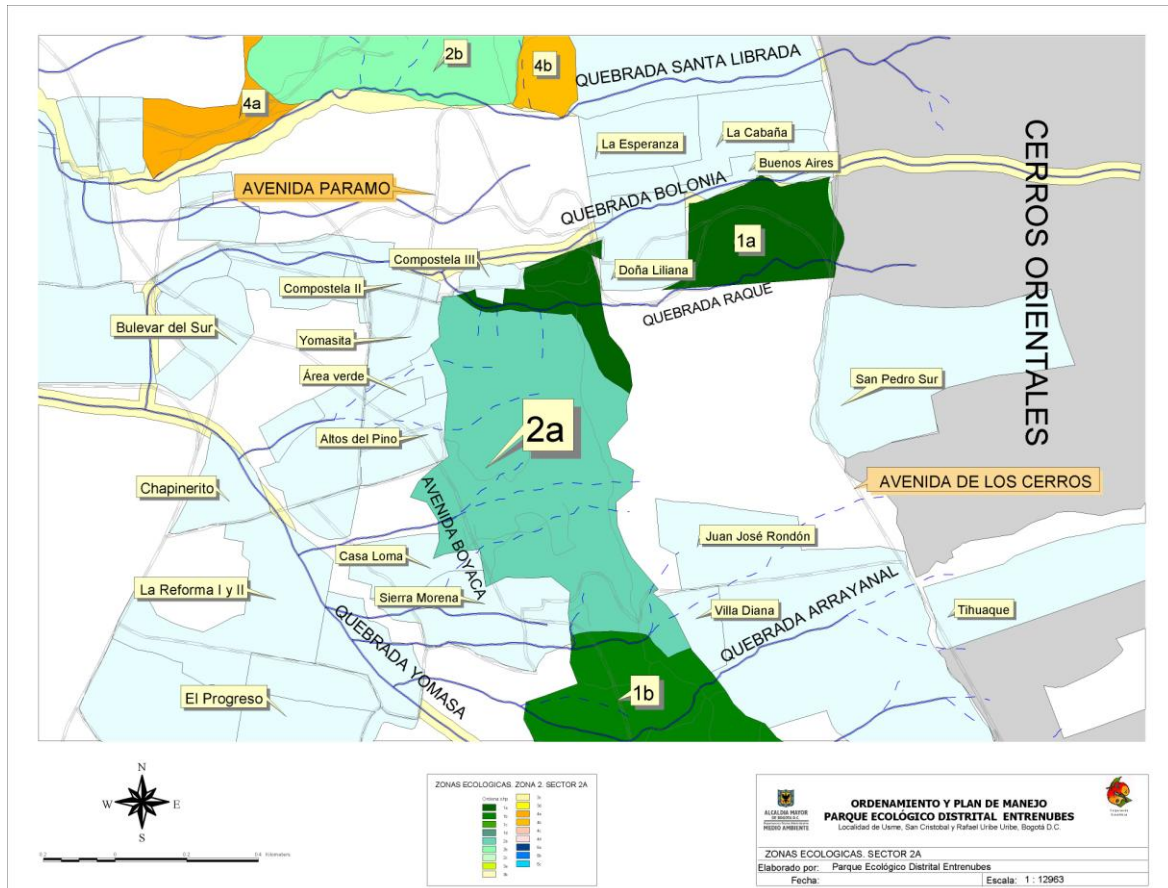 2b
4b
QUEBRADA SANTA LIBRADA
4a
La Esperanza
La Cabaña
Buenos Aires
AVENIDA PARAMO
QUEBRADA BOLONIA
1a
Compostela III
Doña Liliana
Compostela II
QUEBRADA RAQUE
CERROS ORIENTALES
Bulevar del Sur
Yomasita
Área verde
San Pedro Sur
2a
Altos del Pino
Chapinerito
AVENIDA DE LOS CERROS
AVENIDA BOYACA
Juan José Rondón
Casa Loma
La Reforma I y II
Sierra Morena
Villa Diana
QUEBRADA ARRAYANAL
Tihuaque
QUEBRADA YOMASA
El Progreso
1b
N
W E
S
ZONAS ECOLOGICAS. ZONA 2. SECTOR 2A
ALCALDIA MAYOR
DE BOGOTA D.C.
MEDIO AMBIENTE
ORDENAMIENTO Y PLAN DE MANEJO
PARQUE ECOLÓGICO DISTRITAL ENTRENUBES
Localidad de Usme, San Cristobal y Rafael Uribe Uribe, Bogotá D.C.
ZONAS ECOLOGICAS. SECTOR 2A
Elaborado por: Parque Ecológico Distrital Entrenubes
Fecha: Escala: 1 : 12963